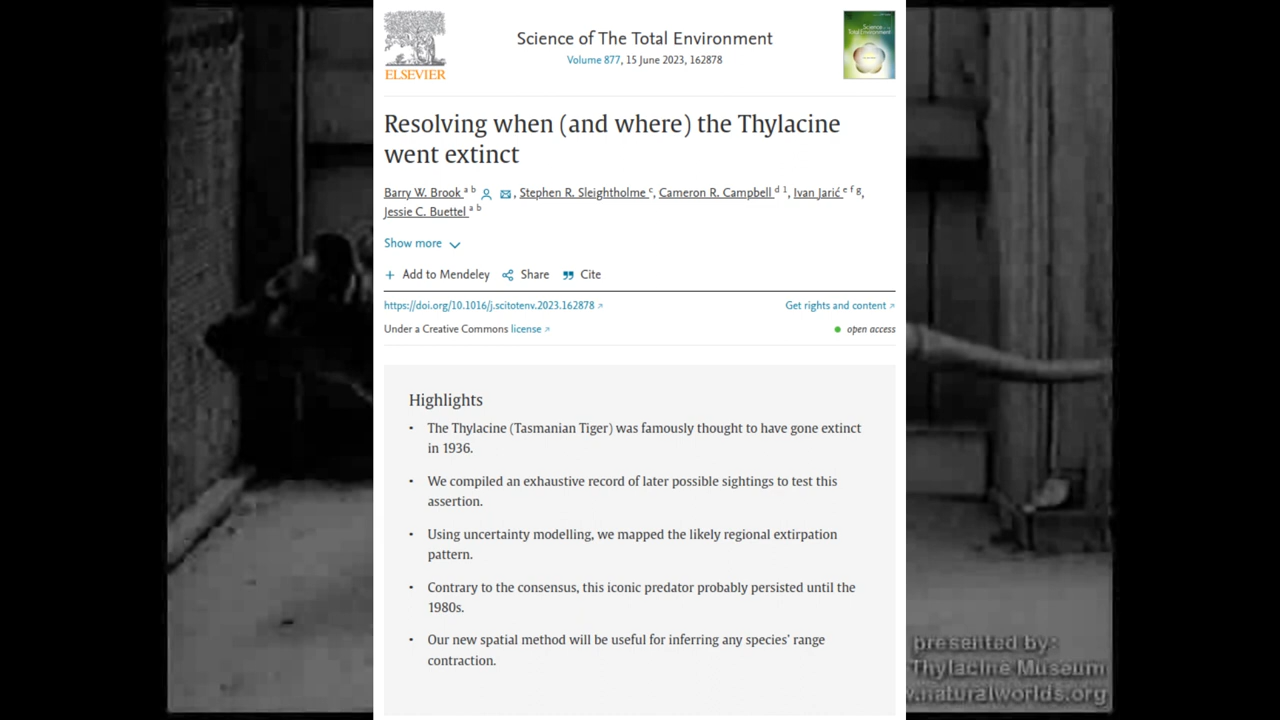 ELSEVIER
Science of The Total Environment
Volume 877, 15 June 2023, 162878
Resolving when (and where) the Thylacine
went extinct
Barry W. Brook a b, Stephen R. Sleightholme c, Cameron R. Campbell d 1, Ivan Jarić e f g,
Jessie C. Buettel a b
Show more
+ Add to Mendeley Share Cite
https://doi.org/10.1016/j.scitotenv.2023.162878
Get rights and content
Under a Creative Commons license
open access
Highlights
• The Thylacine (Tasmanian Tiger) was famously thought to have gone extinct
in 1936.
• We compiled an exhaustive record of later possible sightings to test this
assertion.
• Using uncertainty modelling, we mapped the likely regional extirpation
pattern.
• Contrary to the consensus, this iconic predator probably persisted until the
1980s.
• Our new spatial method will be useful for inferring any species' range
contraction.
presented by:
Thylacine Museum
.naturalworlds.org